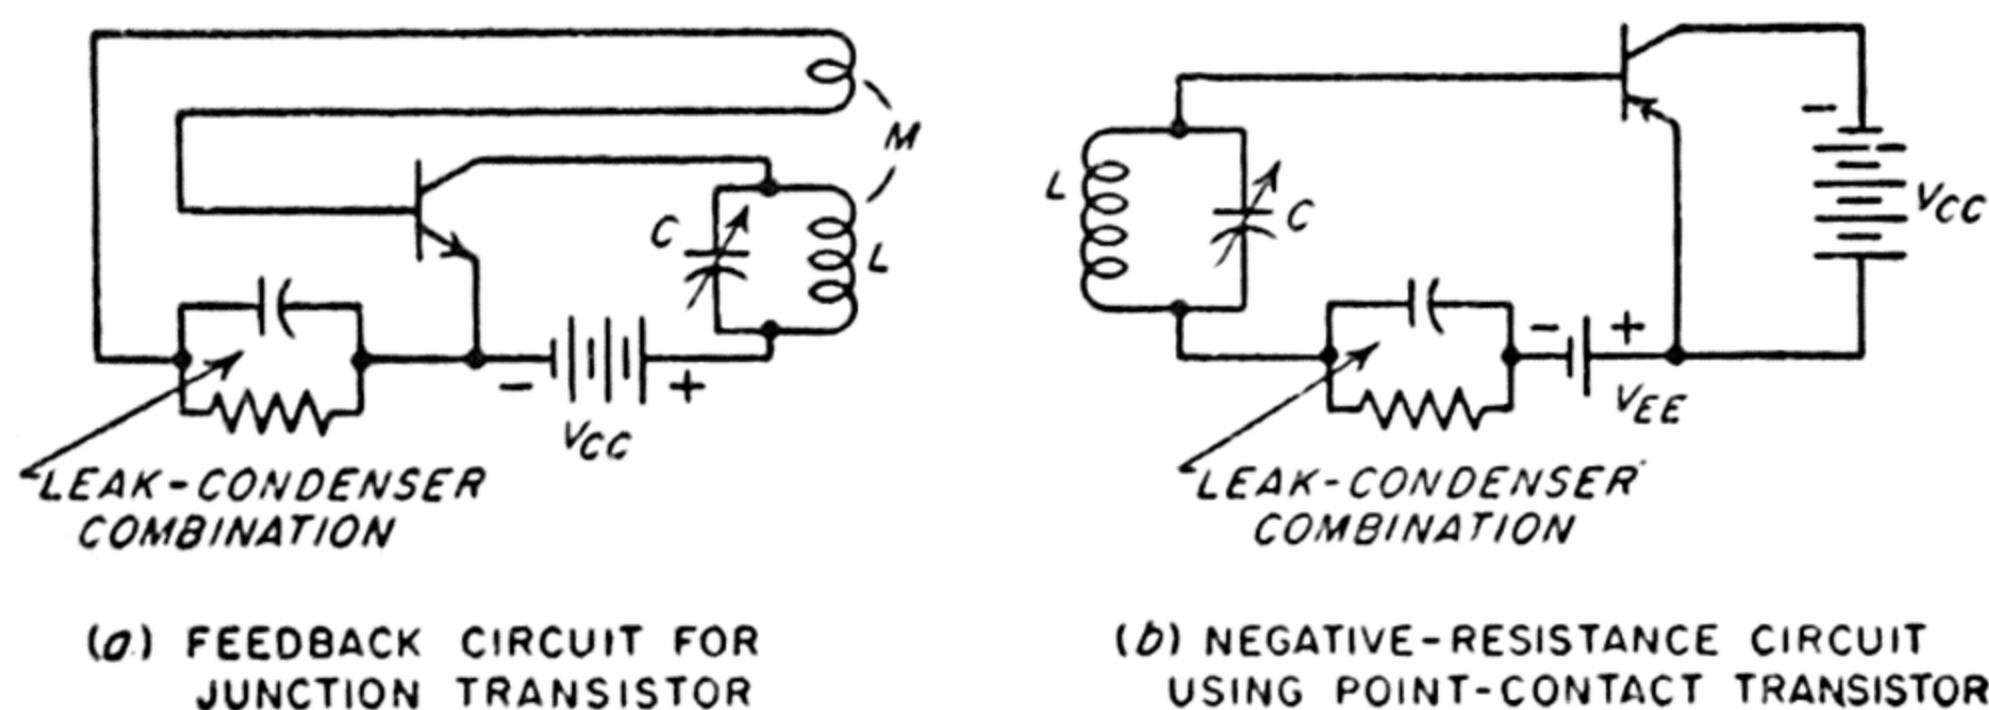 M
C
L
-
+
VCC
LEAK-CONDENSER
COMBINATION
(a) FEEDBACK CIRCUIT FOR
JUNCTION TRANSISTOR
-
L
C
VCC
- +
VEE
LEAK-CONDENSER
COMBINATION
(b) NEGATIVE-RESISTANCE CIRCUIT
USING POINT-CONTACT TRANSISTOR